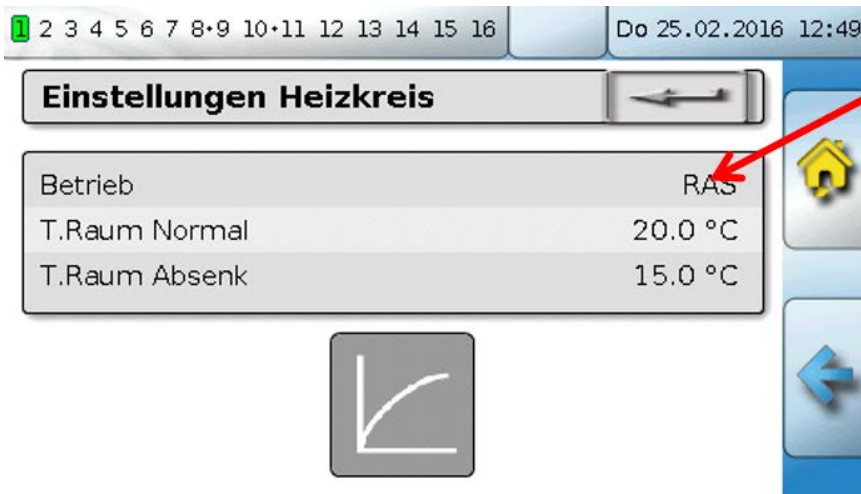 1 2 3 4 5 6 7 8•9 10•11 12 13 14 15 16 Do 25.02.2016 12:49
Einstellungen Heizkreis
Betrieb RAS
T.Raum Normal 20.0 °C
T.Raum Absenk 15.0 °C